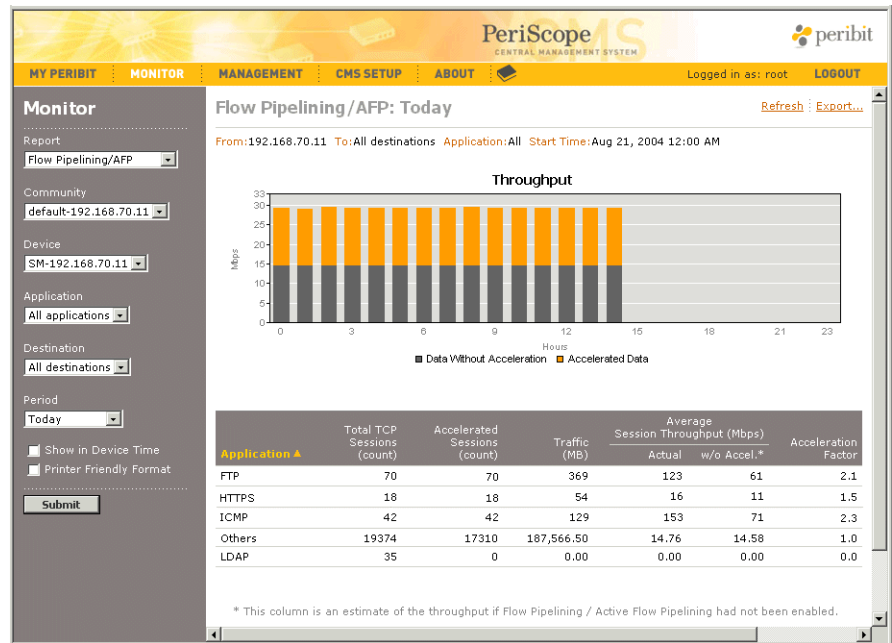 PeriScope
CENTRAL MANAGEMENT SYSTEM
CMS
peribit
MY PERIBIT MONITOR MANAGEMENT CMS SETUP ABOUT Logged in as: root LOGOUT
Monitor
Report
Flow Pipelining/AFP
Community
default-192.168.70.11
Device
SM-192.168.70.11
Application
All applications
Destination
All destinations
Period
Today
Show in Device Time
Printer Friendly Format
Submit
Flow Pipelining/AFP: Today
Refresh Export...
From:192.168.70.11 To:All destinations Application:All Start Time:Aug 21, 2004 12:00 AM
Throughput
33
30
25
20
15
10
5
0
Mbps
0 3 6 9 12 15 18 21 23
Hours
Data Without Acceleration Accelerated Data
Application Total TCP Sessions (count) Accelerated Sessions (count) Traffic (MB) Average Session Throughput (Mbps) Actual w/o Accel.* Acceleration Factor
FTP 70 70 369 123 61 2.1
HTTPS 18 18 54 16 11 1.5
ICMP 42 42 129 153 71 2.3
Others 19374 17310 187,566.50 14.76 14.58 1.0
LDAP 35 0 0.00 0.00 0.00 0.0
* This column is an estimate of the throughput if Flow Pipelining / Active Flow Pipelining had not been enabled.